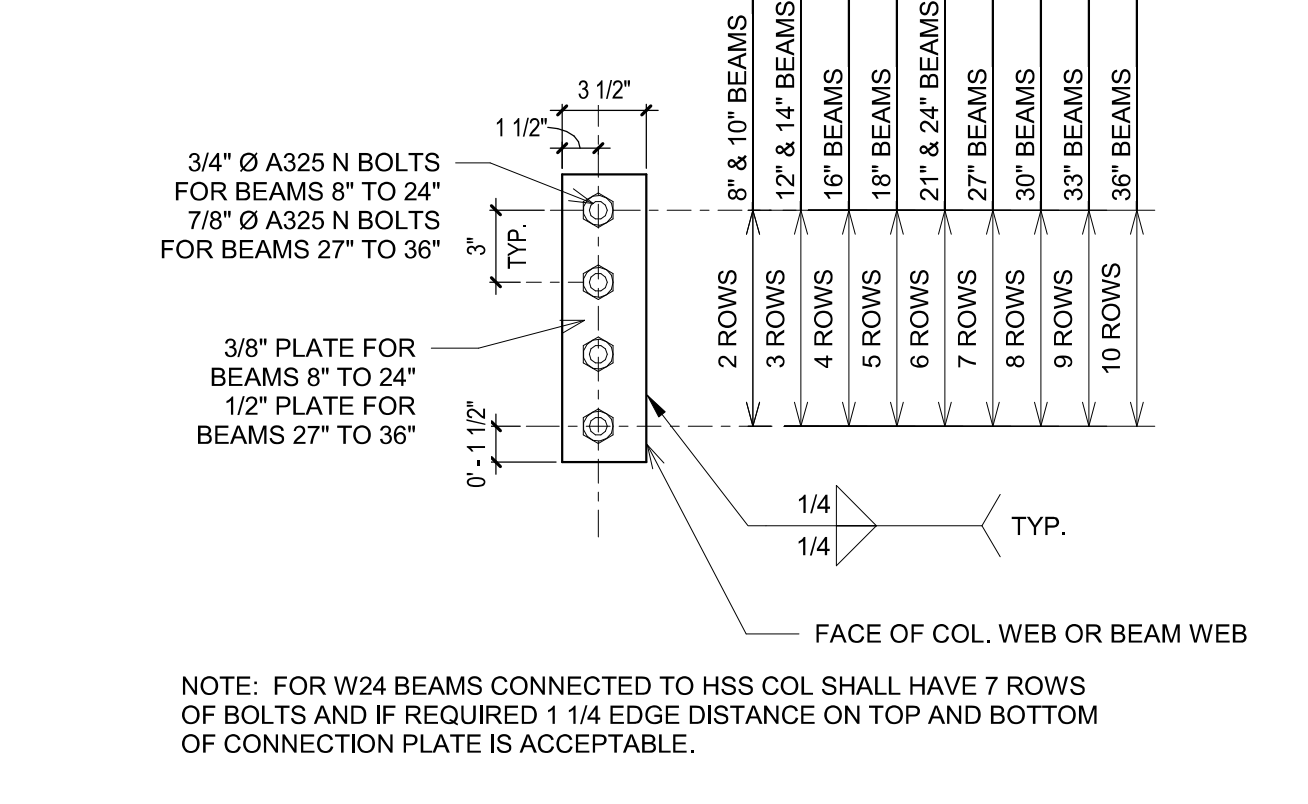 3 1/2"
1 1/2"
3/4" Ø A325 N BOLTS
FOR BEAMS 8" TO 24"
7/8" Ø A325 N BOLTS
FOR BEAMS 27" TO 36"
3"
TYP.
3/8" PLATE FOR
BEAMS 8" TO 24"
1/2" PLATE FOR
BEAMS 27" TO 36"
0' - 1 1/2"
8" & 10" BEAMS
12" & 14" BEAMS
16" BEAMS
18" BEAMS
21" & 24" BEAMS
27" BEAMS
30" BEAMS
33" BEAMS
36" BEAMS
2 ROWS
3 ROWS
4 ROWS
5 ROWS
6 ROWS
7 ROWS
8 ROWS
9 ROWS
10 ROWS
1/4
1/4
TYP.
FACE OF COL. WEB OR BEAM WEB
NOTE: FOR W24 BEAMS CONNECTED TO HSS COL SHALL HAVE 7 ROWS
OF BOLTS AND IF REQUIRED 1 1/4 EDGE DISTANCE ON TOP AND BOTTOM
OF CONNECTION PLATE IS ACCEPTABLE.